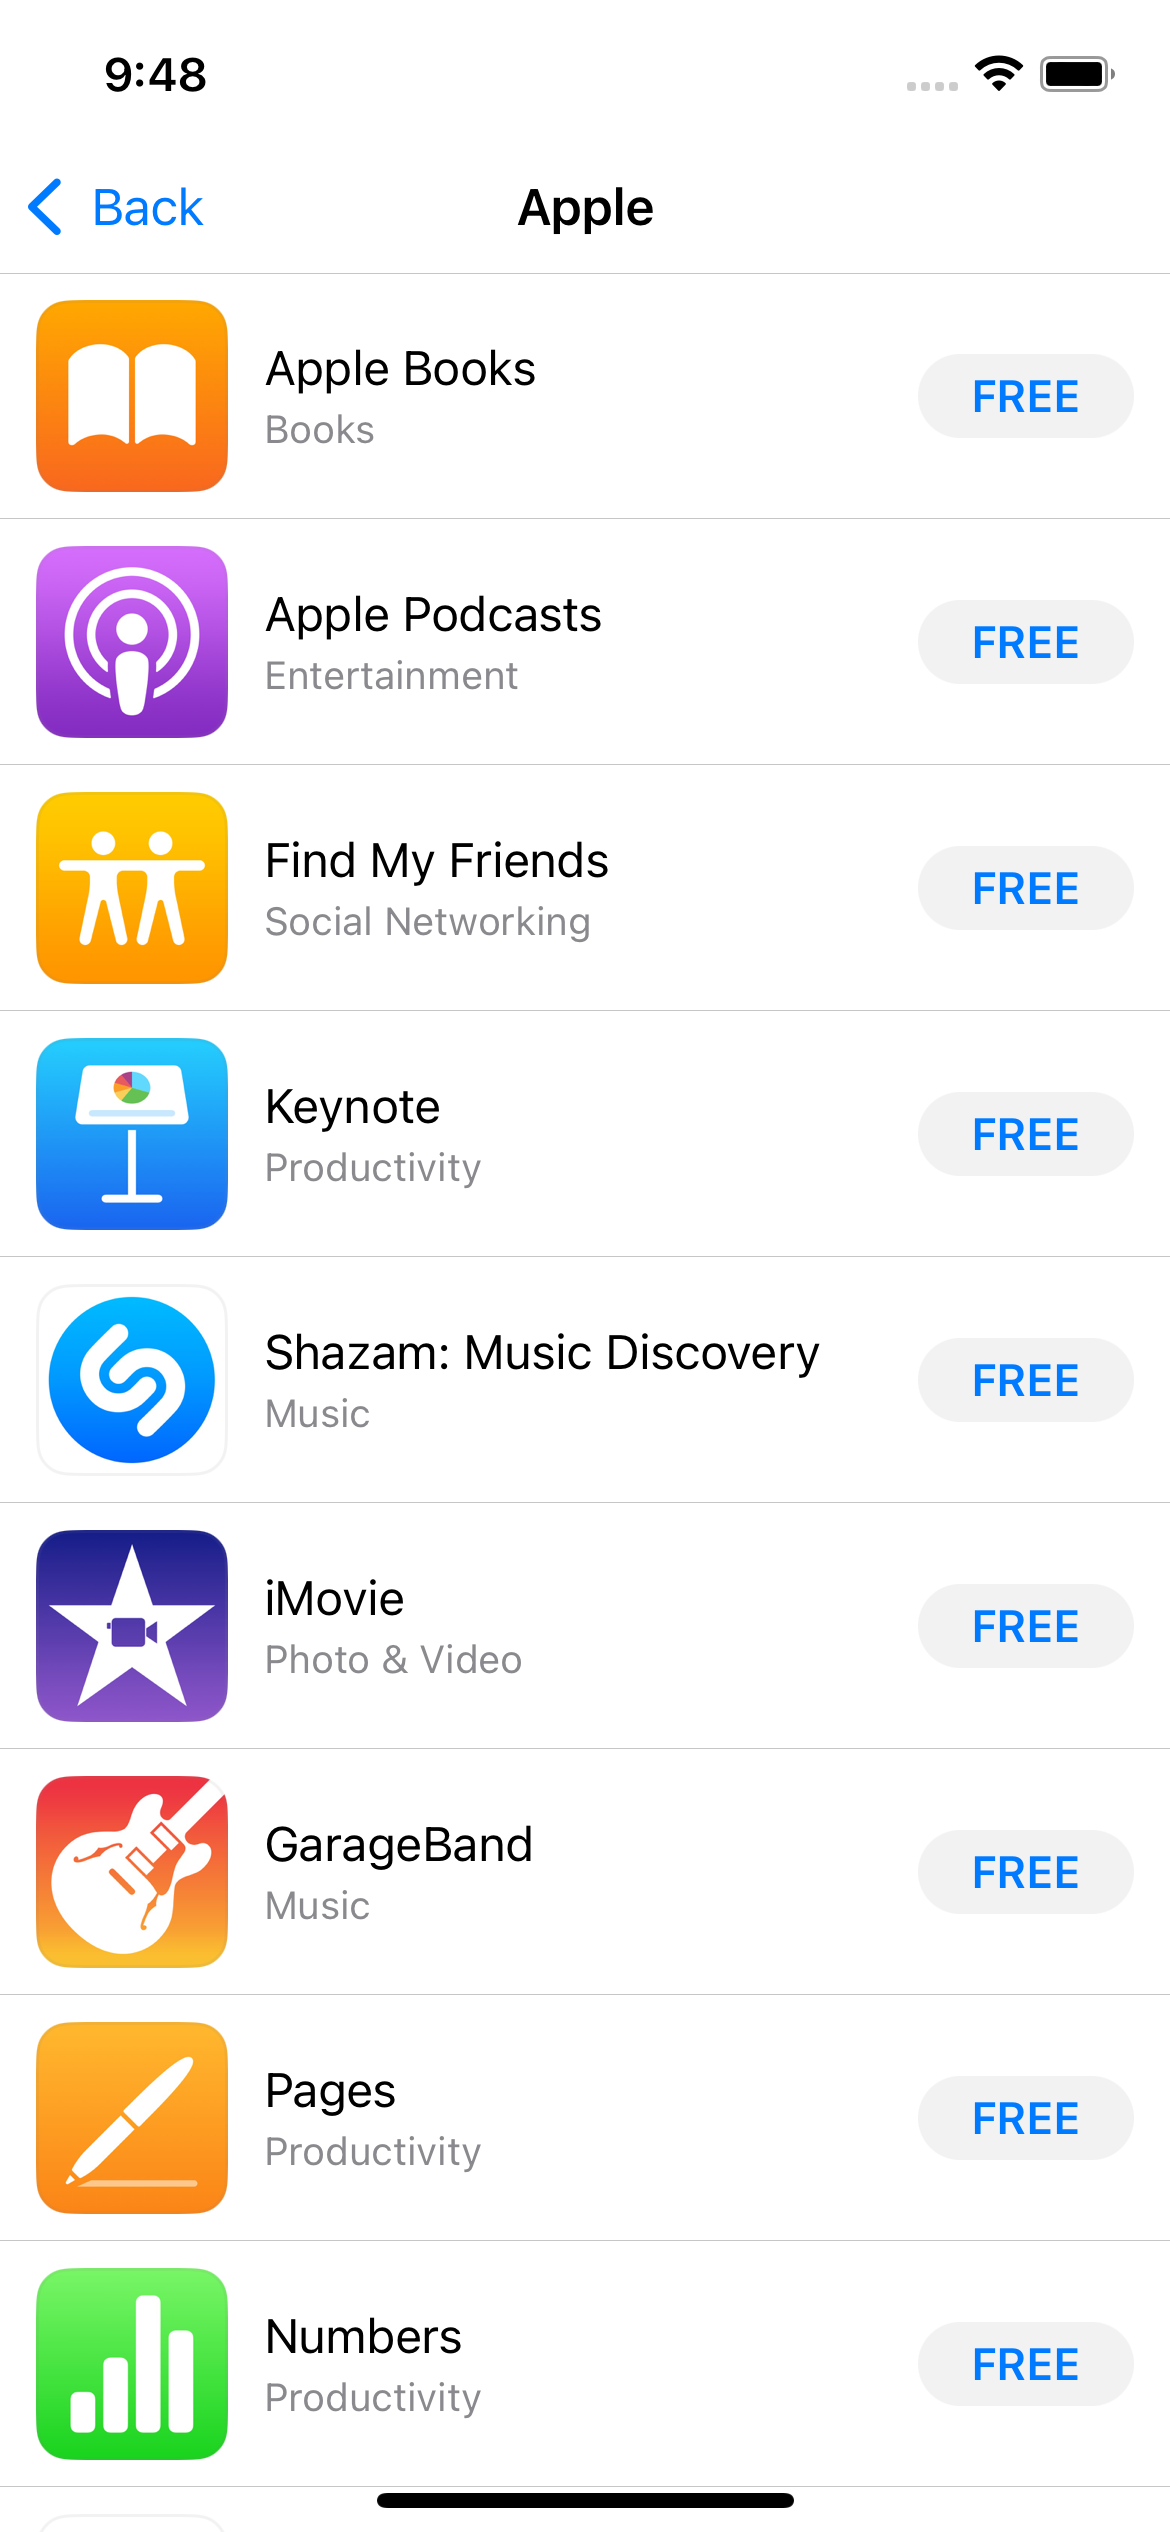 9:48
Back
Apple
Apple Books
Books
FREE
Apple Podcasts
Entertainment
FREE
Find My Friends
Social Networking
FREE
Keynote
Productivity
FREE
Shazam: Music Discovery
Music
FREE
iMovie
Photo & Video
FREE
GarageBand
Music
FREE
Pages
Productivity
FREE
Numbers
Productivity
FREE